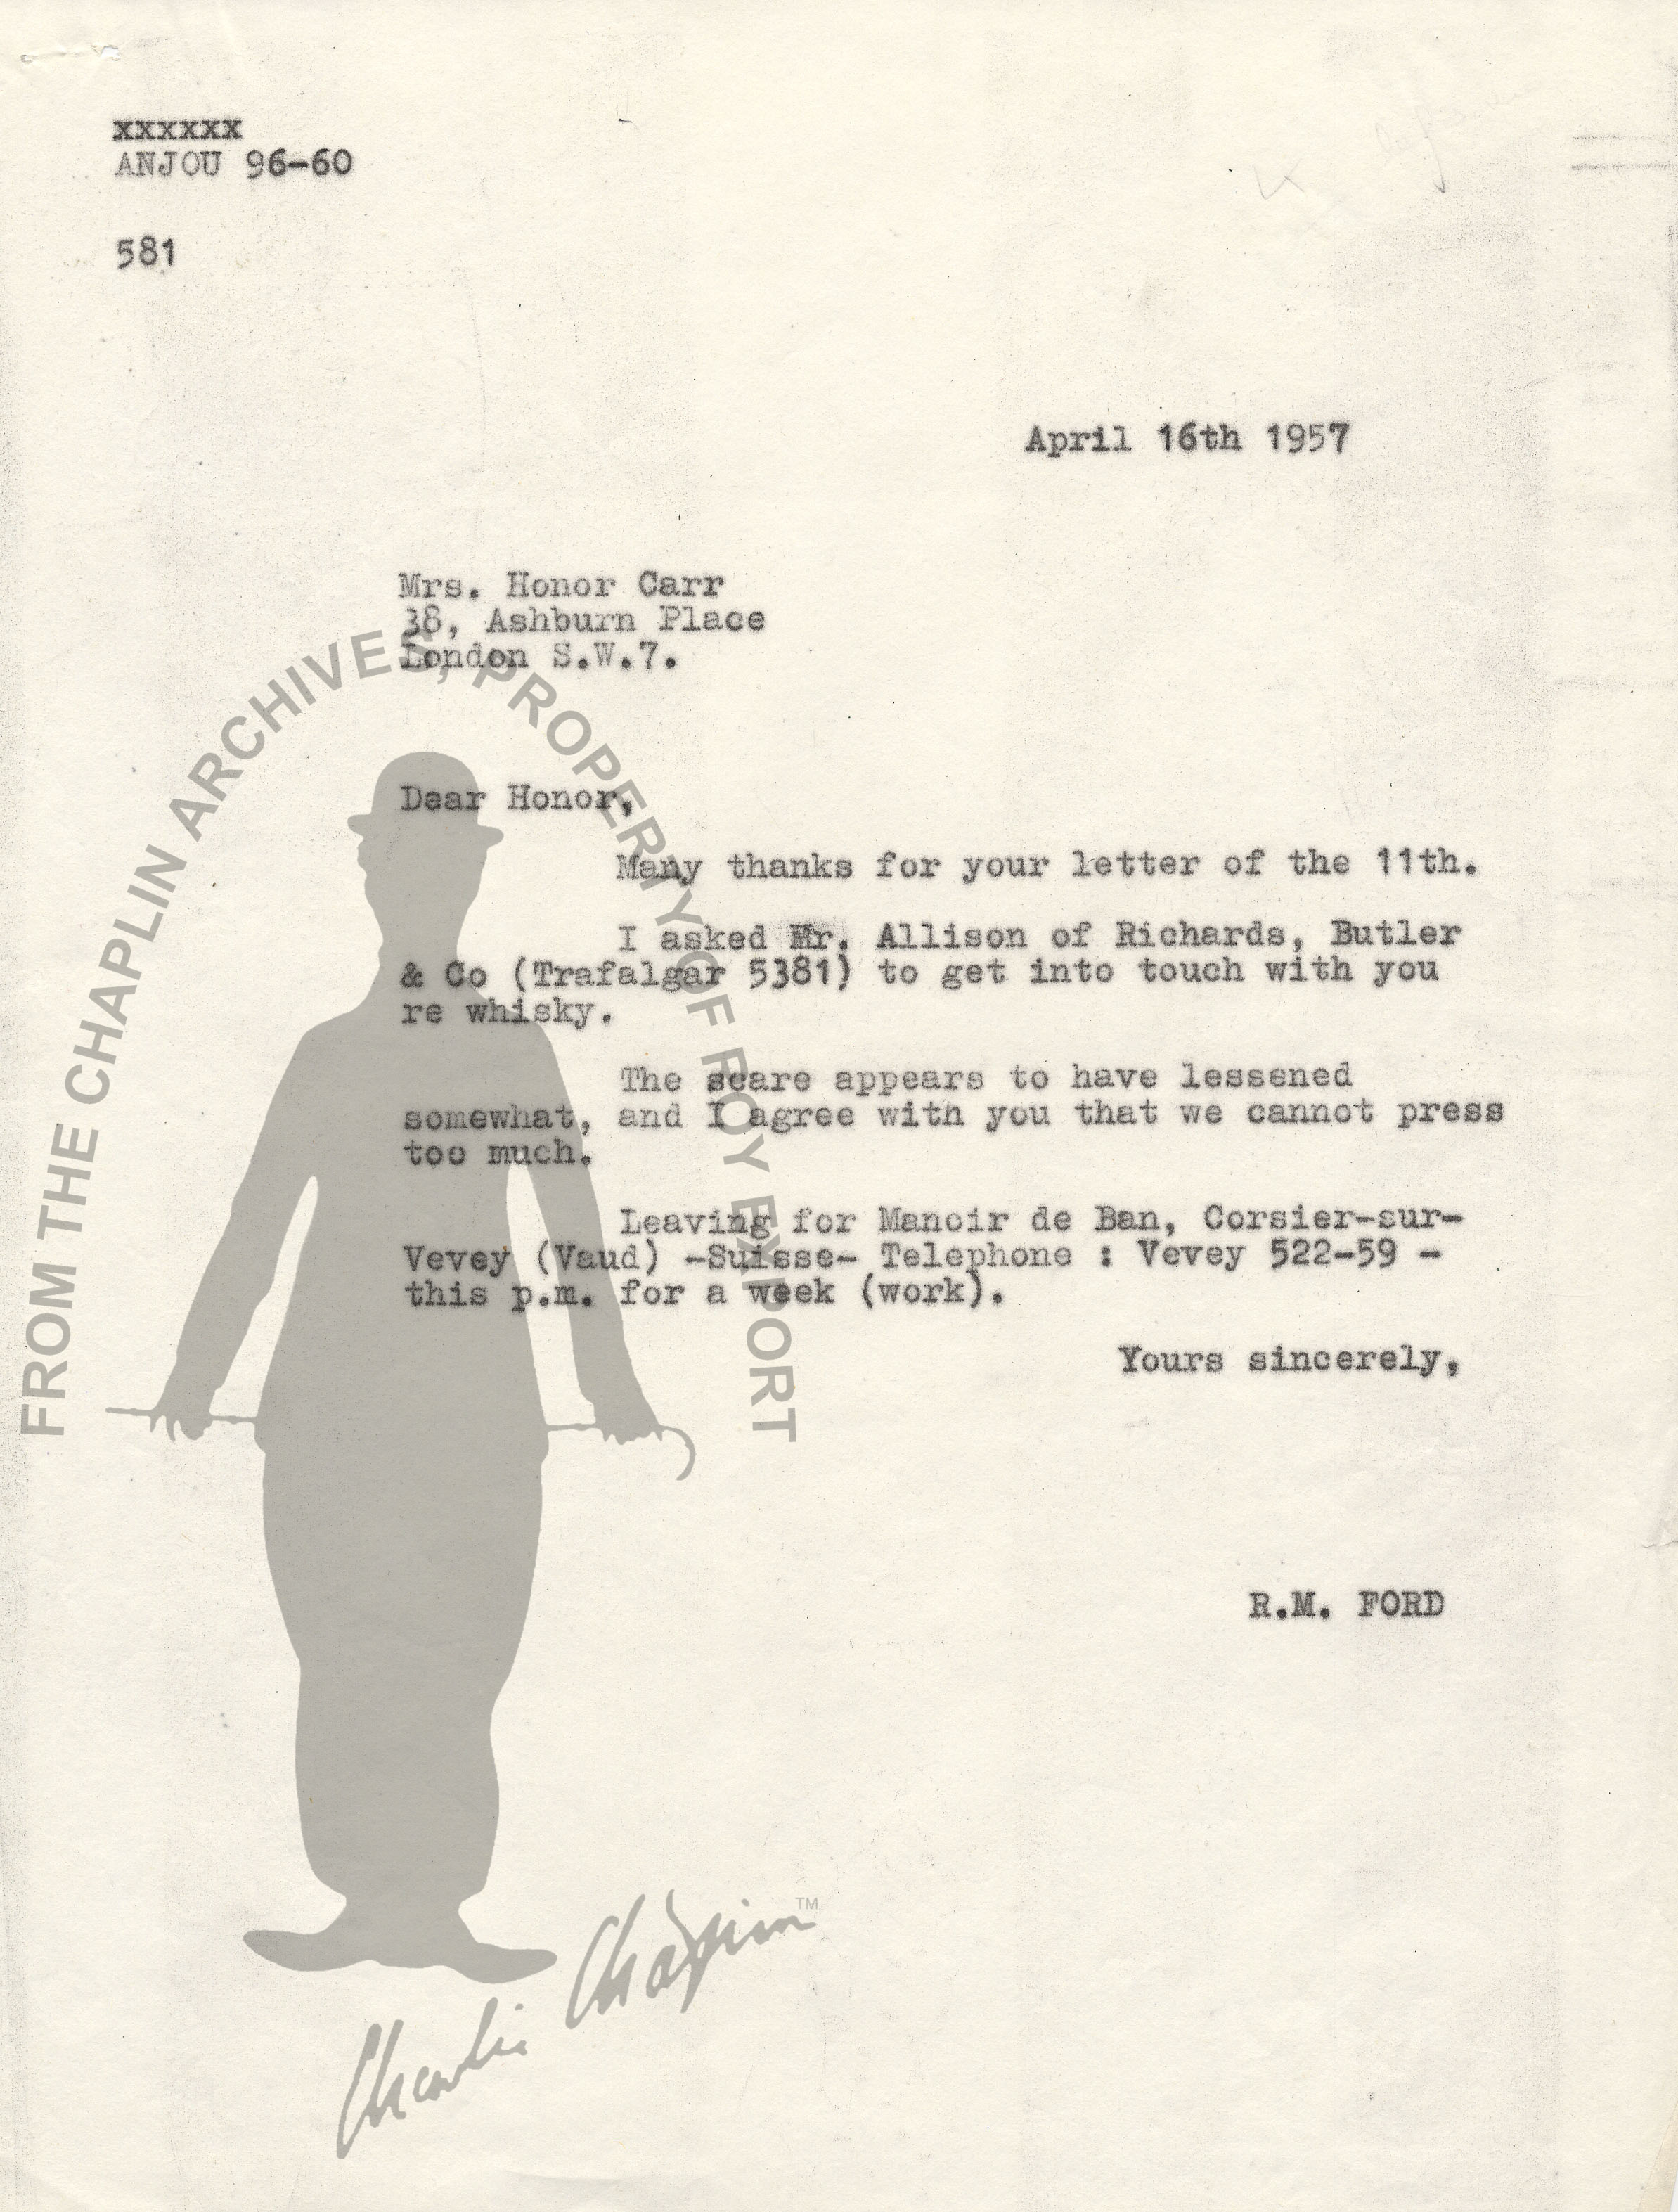 xxxxxx
ANJOU 96-60
581
April 16th 1957
Mrs. Honor Carr
38, Ashburn Place
London S.W.7.
Dear Honor,
Many thanks for your letter of the 11th.
I asked Mr. Allison of Richards, Butler
& Co (Trafalgar 5381) to get into touch with you
re whisky.
The scare appears to have lessened
somewhat, and I agree with you that we cannot press
too much.
Leaving for Manoir de Ban, Corsier-sur-
Vevey (Vaud) -Suisse- Telephone : Vevey 522-59 -
this p.m. for a week (work).
Yours sincerely,
R.M. FORD
FROM THE CHAPLIN ARCHIVES, PROPERTY OF ROY EXPORT
Charlie Chaplin TM